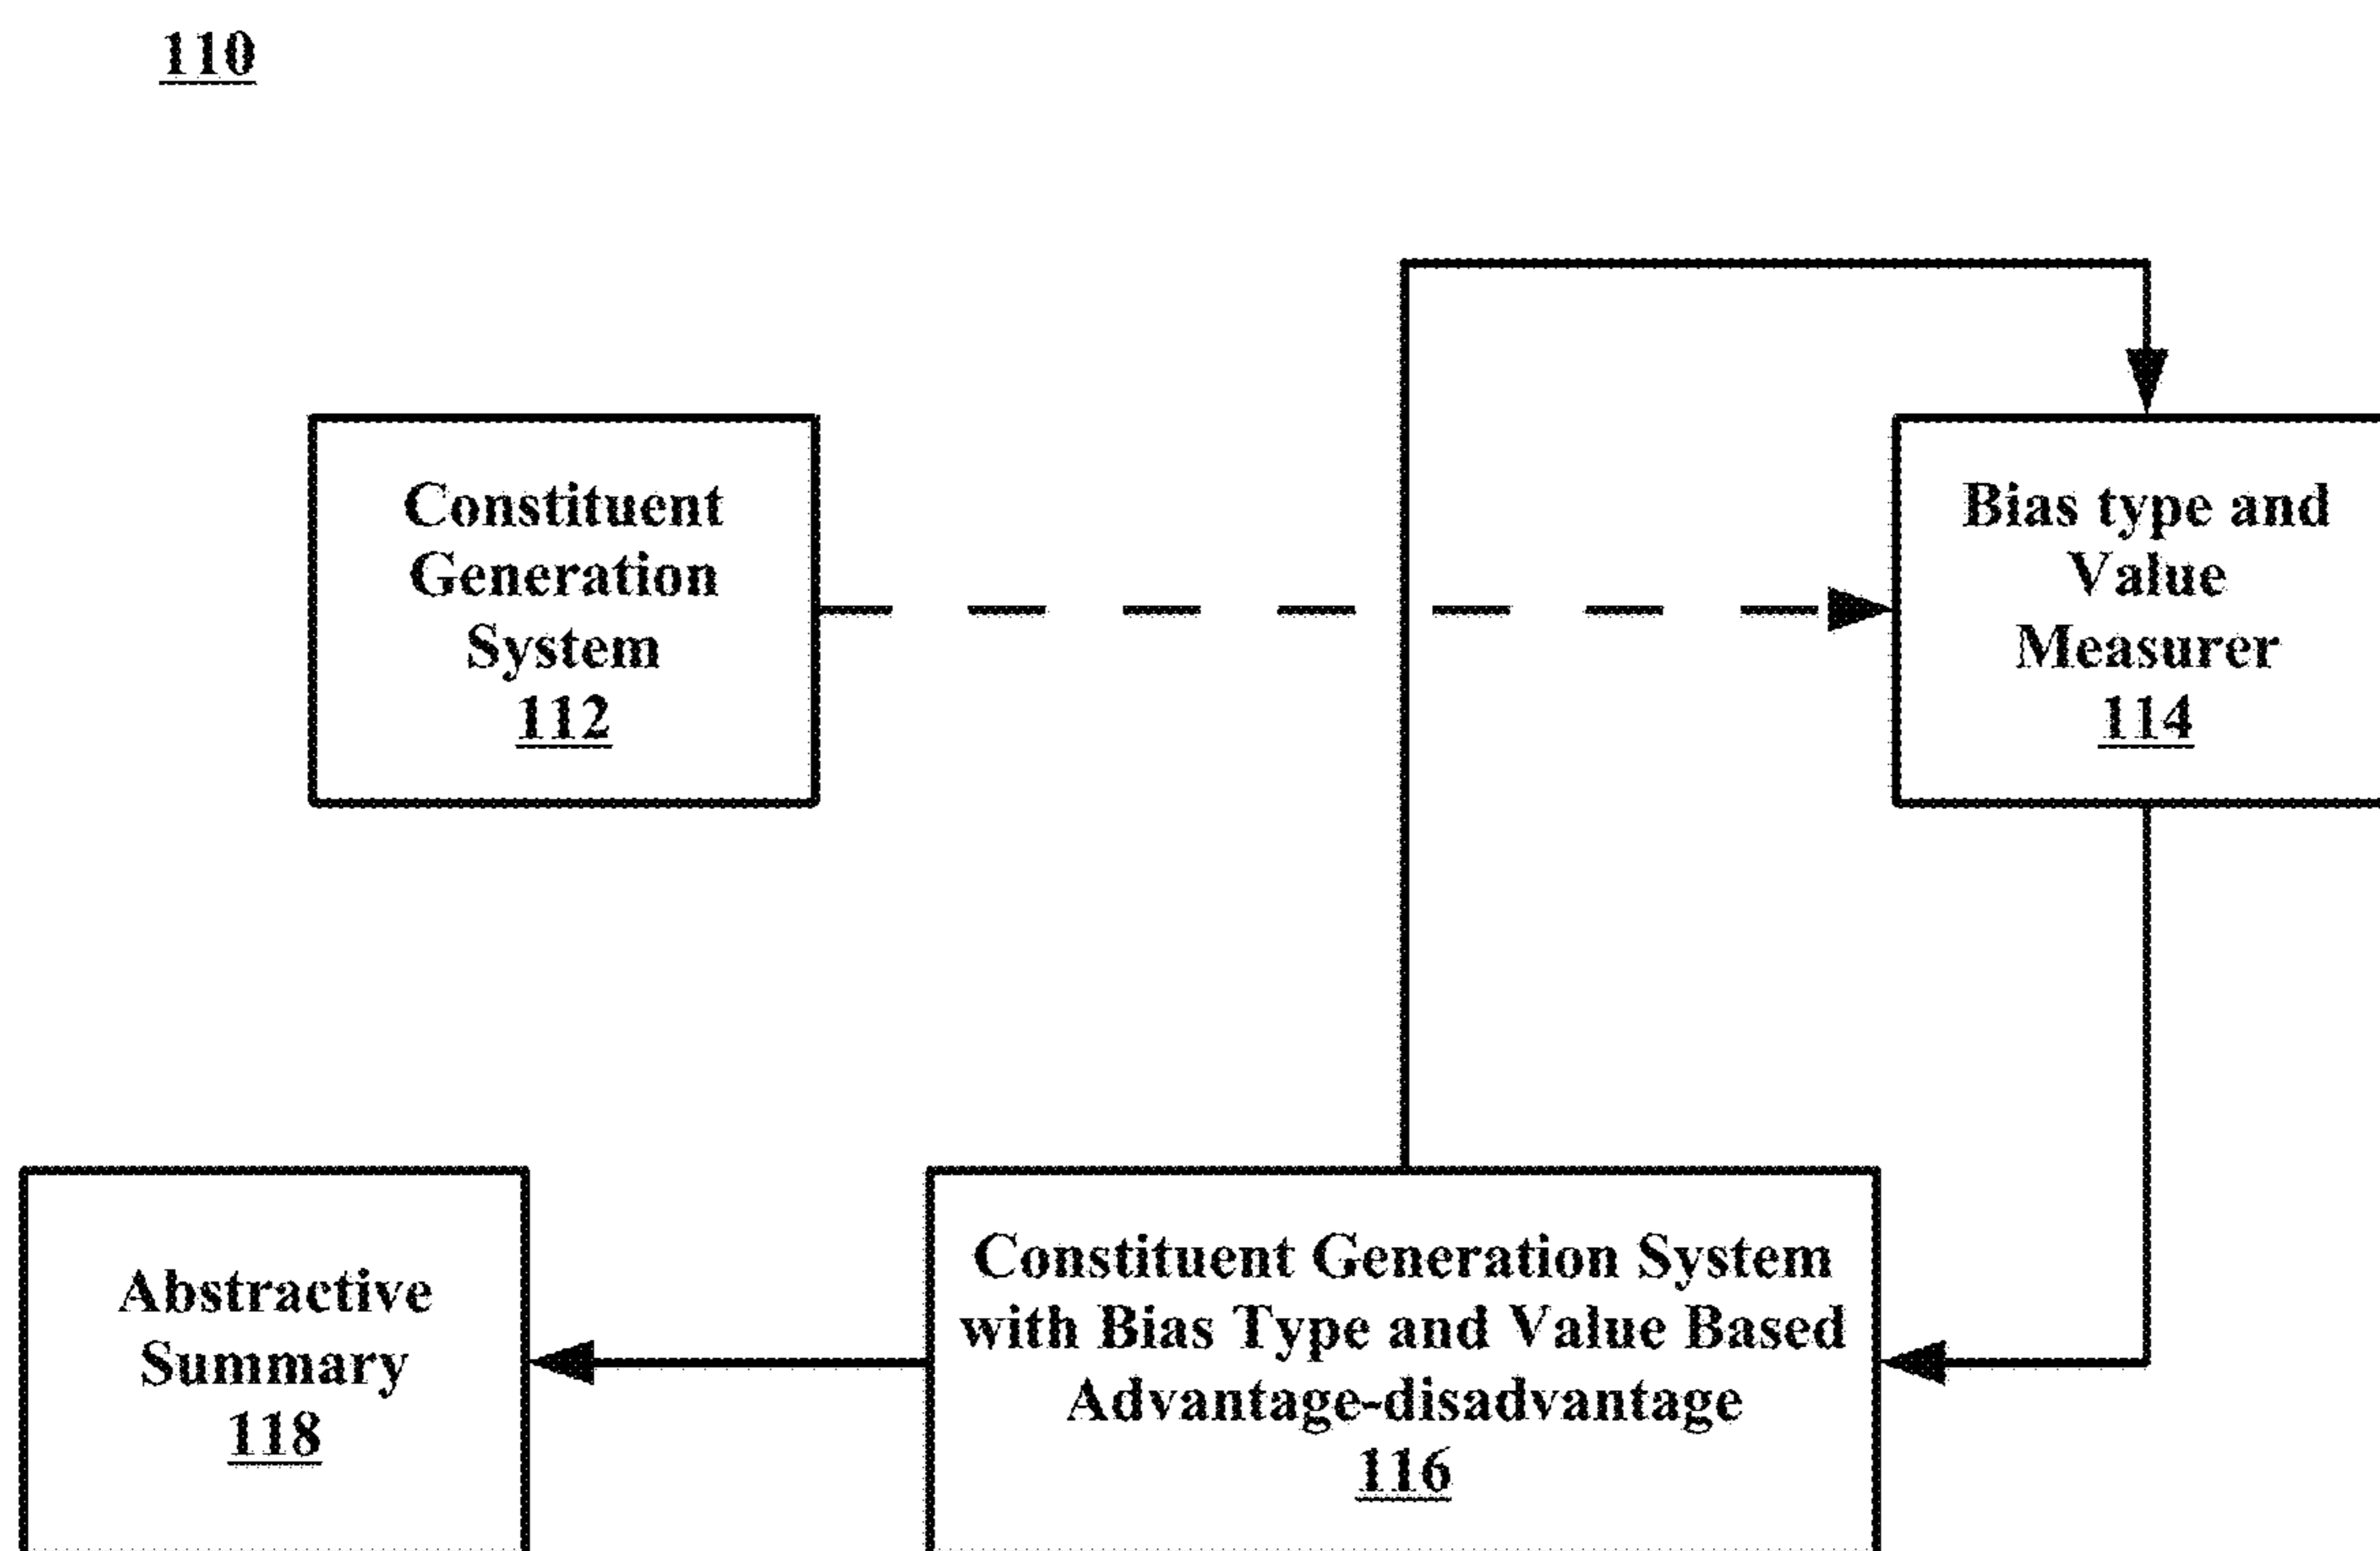 110
Constituent
Generation
System
112
Bias type and
Value
Measurer
114
Abstractive
Summary
118
Constituent Generation System
with Bias Type and Value Based
Advantage-disadvantage
116